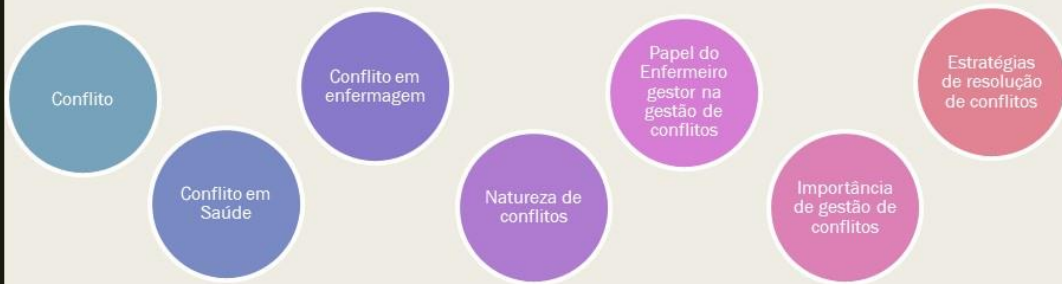 Conflito
Conflito em
Saúde
Conflito em
enfermagem
Natureza de
conflitos
Papel do
Enfermeiro
gestor na
gestão de
conflitos
Importância
de gestão de
conflitos
Estratégias
de resolução
de conflitos